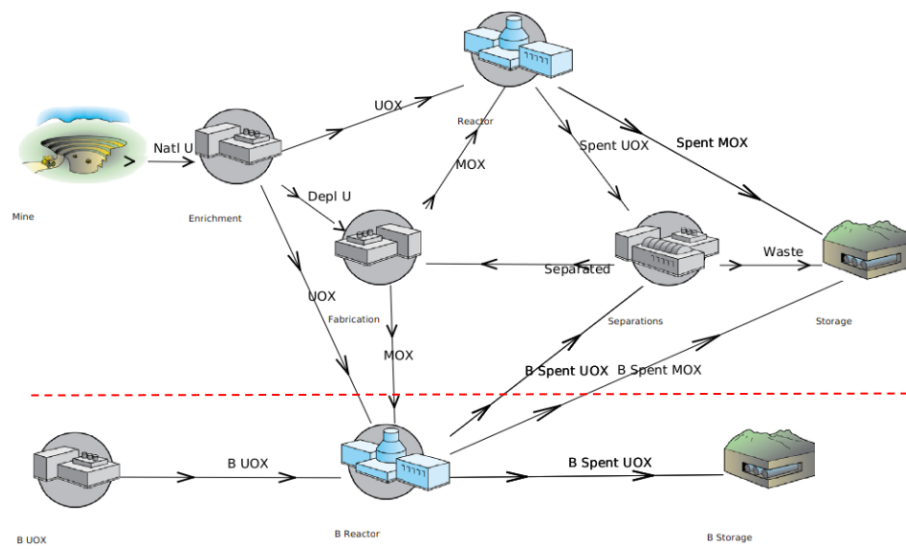 UOX
Reactor
Natl U
MOX
Spent UOX
Spent MOX
Depl U
Mine
Enrichment
Separated
Waste
UOX
Fabrication
Separations
Storage
MOX
B Spent UOX
B Spent MOX
B UOX
B Spent UOX
B UOX
B Reactor
B Storage